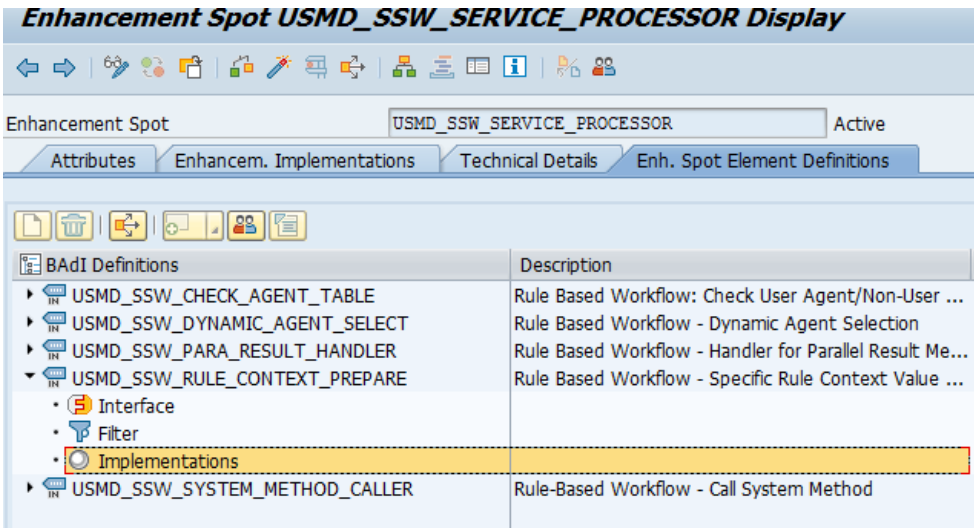 Enhancement Spot USMD_SSW_SERVICE_PROCESSOR Display
Enhancement Spot USMD_SSW_SERVICE_PROCESSOR Active
Attributes Enhancem. Implementations Technical Details Enh. Spot Element Definitions
BAdI Definitions Description
USMD_SSW_CHECK_AGENT_TABLE Rule Based Workflow: Check User Agent/Non-User ...
USMD_SSW_DYNAMIC_AGENT_SELECT Rule Based Workflow - Dynamic Agent Selection
USMD_SSW_PARA_RESULT_HANDLER Rule Based Workflow - Handler for Parallel Result Me...
USMD_SSW_RULE_CONTEXT_PREPARE Rule Based Workflow - Specific Rule Context Value ...
Interface
Filter
Implementations
USMD_SSW_SYSTEM_METHOD_CALLER Rule-Based Workflow - Call System Method